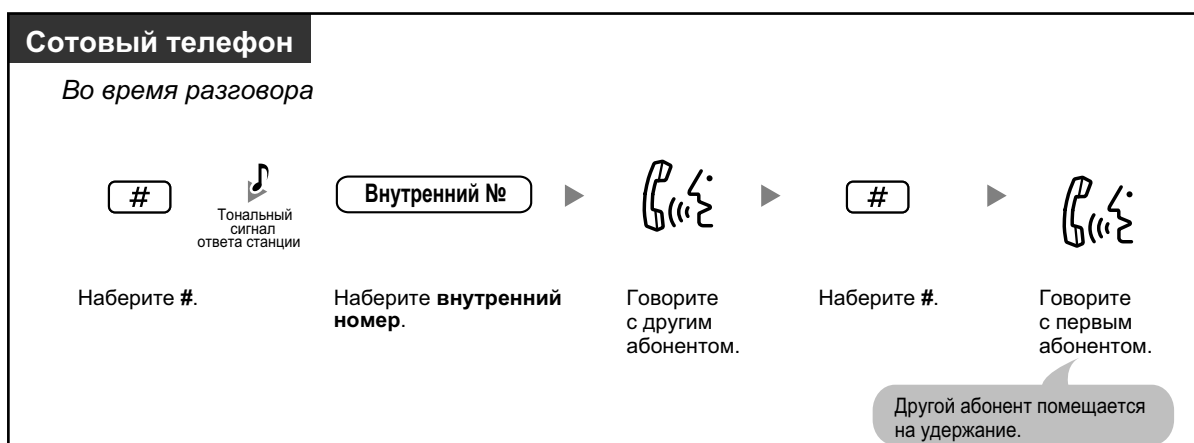 Сотовый телефон
Во время разговора
#
Тональный
сигнал
ответа станции
Внутренний №
#
Наберите #.
Наберите внутренний
номер.
Говорите
с другим
абонентом.
Наберите #.
Говорите
с первым
абонентом.
Другой абонент помещается
на удержание.